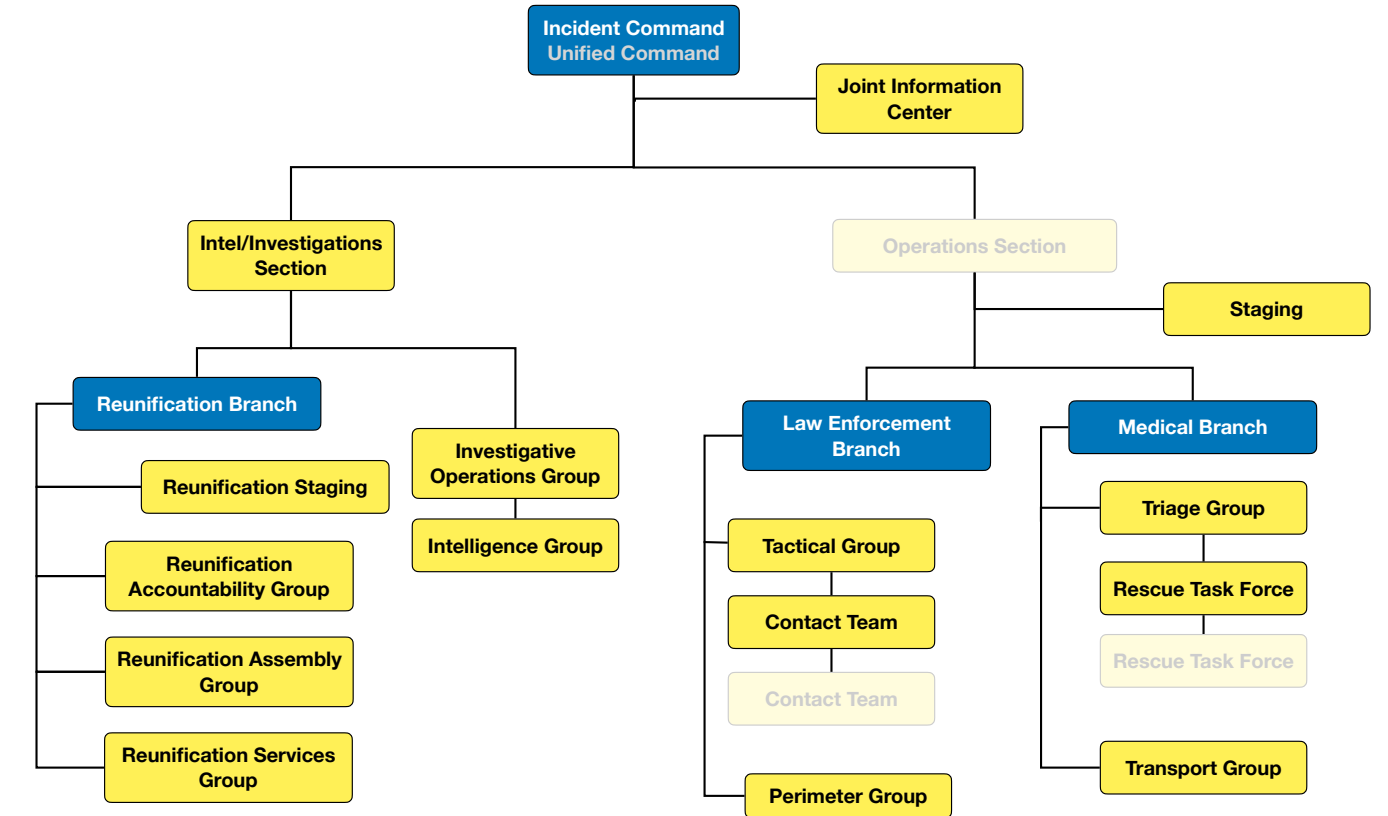 Incident Command
Unified Command
Joint Information
Center
Intel/Investigations
Section
Operations Section
Staging
Reunification Branch
Investigative
Operations Group
Law Enforcement
Branch
Medical Branch
Reunification Staging
Intelligence Group
Triage Group
Tactical Group
Reunification
Accountability Group
Rescue Task Force
Contact Team
Reunification Assembly
Group
Rescue Task Force
Contact Team
Reunification Services
Group
Transport Group
Perimeter Group